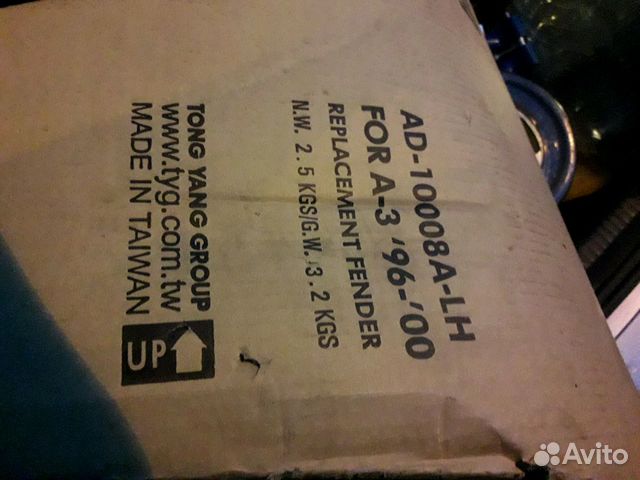 AD-10008A-LH
FOR A-3 '96-'00
REPLACEMENT FENDER
N.W. 2.5 KGS/G.W. 3.2 KGS
TONG YANG GROUP
www.tyg.com.tw
MADE IN TAIWAN
UP
Avito